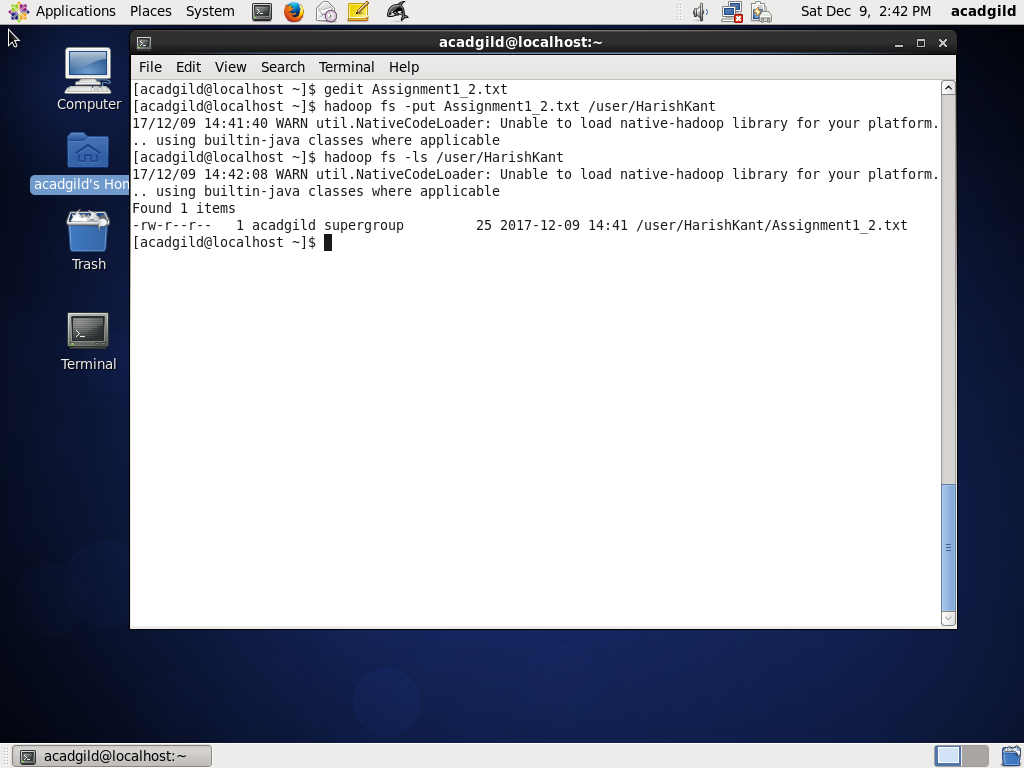 Applications Places System Sat Dec 9, 2:42 PM acadgild
acadgild@localhost:~
File Edit View Search Terminal Help
[acadgild@localhost ~]$ gedit Assignment1_2.txt
[acadgild@localhost ~]$ hadoop fs -put Assignment1_2.txt /user/HarishKant
17/12/09 14:41:40 WARN util.NativeCodeLoader: Unable to load native-hadoop library for your platform.
.. using builtin-java classes where applicable
[acadgild@localhost ~]$ hadoop fs -ls /user/HarishKant
17/12/09 14:42:08 WARN util.NativeCodeLoader: Unable to load native-hadoop library for your platform.
.. using builtin-java classes where applicable
Found 1 items
-rw-r--r--   1 acadgild supergroup         25 2017-12-09 14:41 /user/HarishKant/Assignment1_2.txt
[acadgild@localhost ~]$
Computer
acadgild's Hon
Trash
Terminal
acadgild@localhost:~